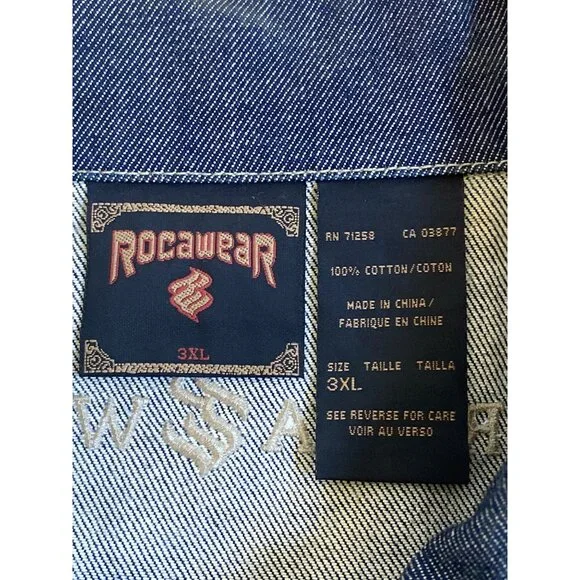 ROCAWEAR
3XL
RN 71258 CA 03877
100% COTTON/COTON
MADE IN CHINA/
FABRIQUE EN CHINE
SIZE TAILLE TAILLA
3XL
SEE REVERSE FOR CARE
VOIR AU VERSO